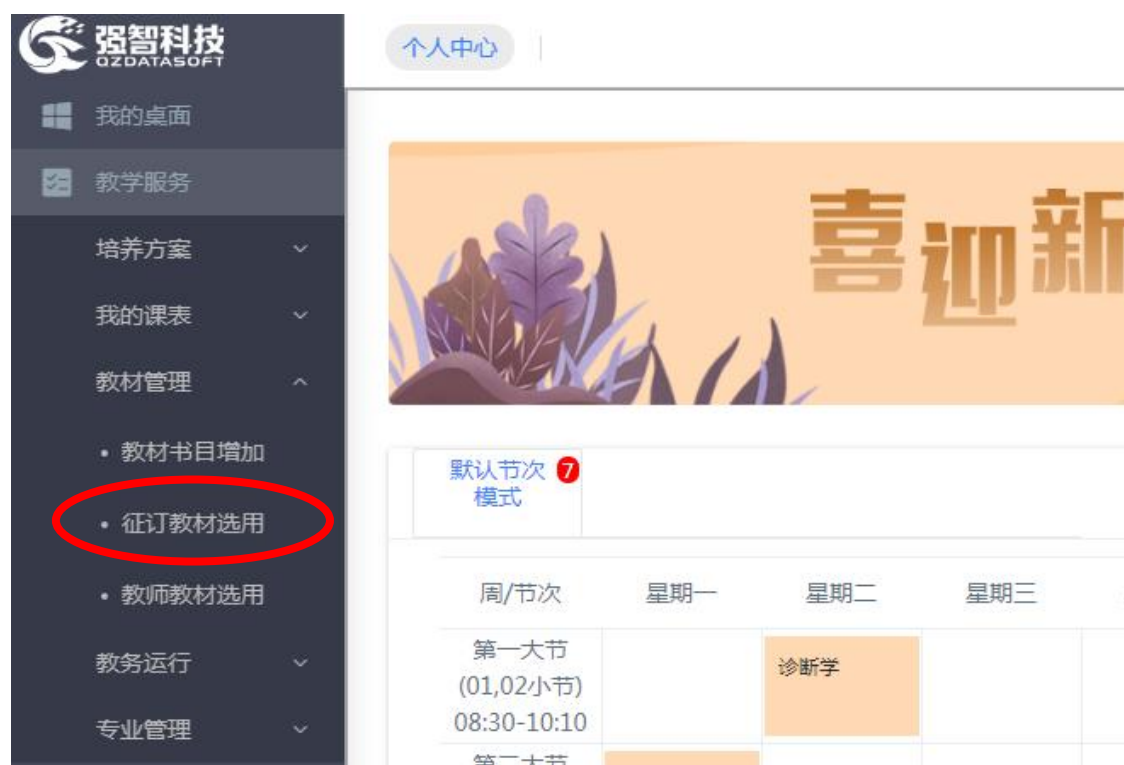 强智科技
QZDATASOFT
个人中心
我的桌面
教学服务
培养方案
我的课表
教材管理
• 教材书目增加
• 征订教材选用
• 教师教材选用
教务运行
专业管理
喜迎新
默认节次 7
模式
周/节次 星期一 星期二 星期三
第一大节
(01,02小节)
08:30-10:10
诊断学
第二大节